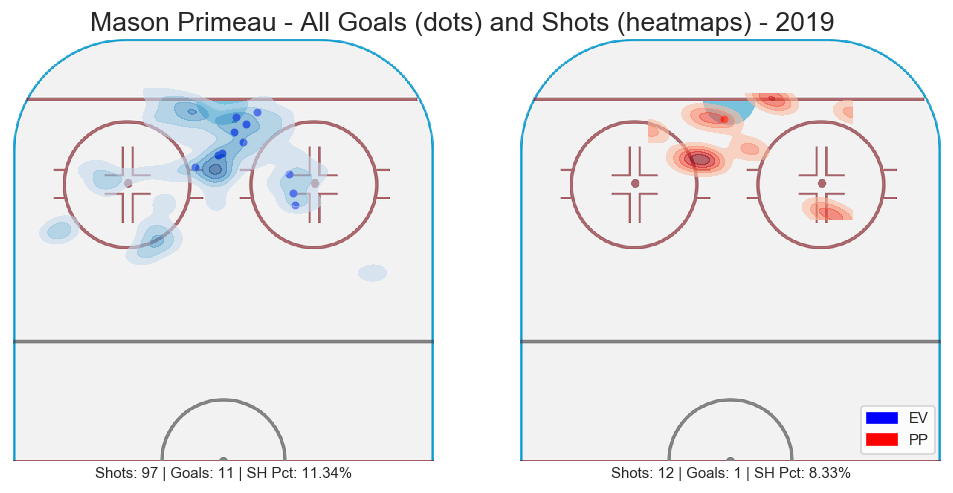 Mason Primeau - All Goals (dots) and Shots (heatmaps) - 2019
EV
PP
Shots: 97 | Goals: 11 | SH Pct: 11.34%
Shots: 12 | Goals: 1 | SH Pct: 8.33%